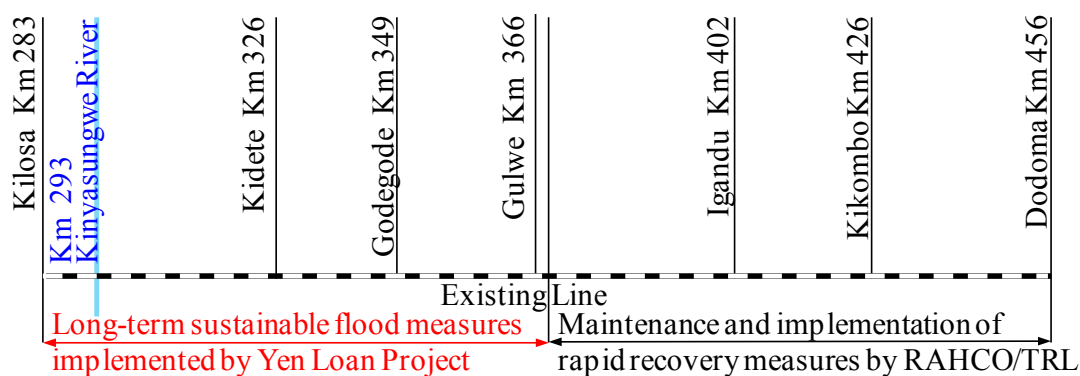 Kilosa Km 283
Km 293
Kinyasungwe River
Kidete Km 326
Godegode Km 349
Gulwe Km 366
Igandu Km 402
Kikombo Km 426
Dodoma Km 456
Existing Line
Long-term sustainable flood measures
implemented by Yen Loan Project
Maintenance and implementation of
rapid recovery measures by RAHCO/TRL